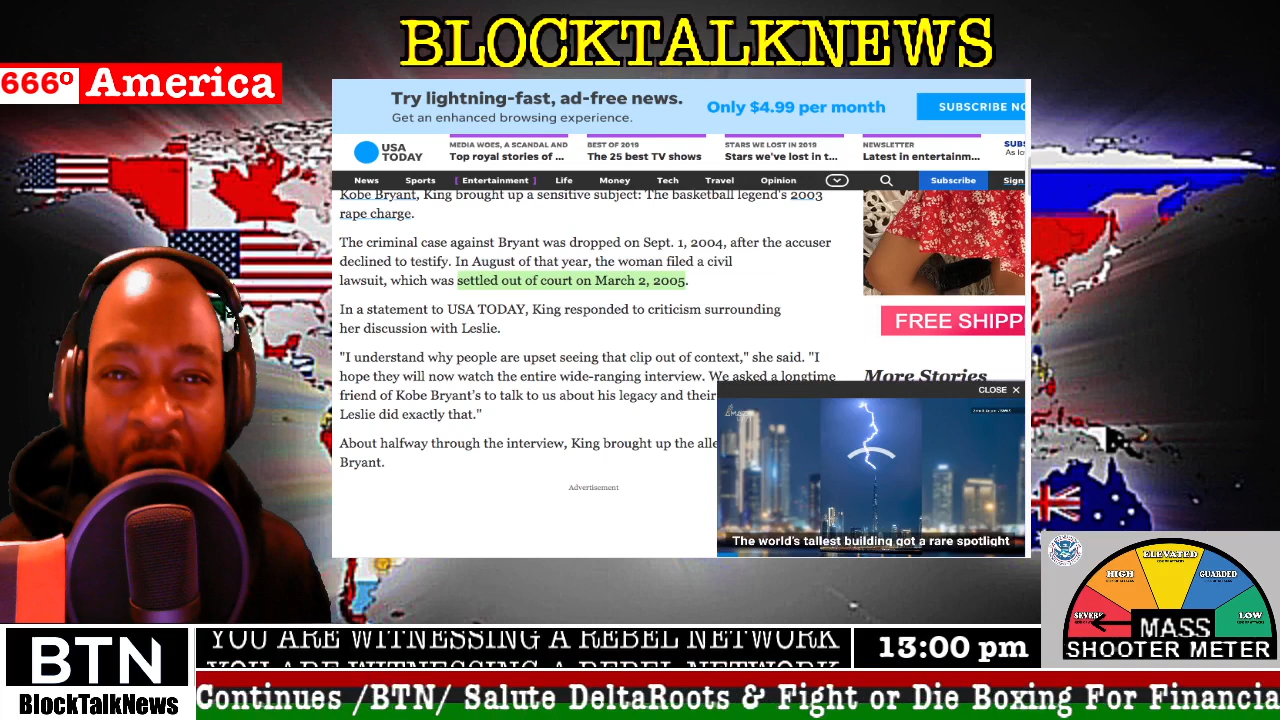 BLOCKTALKNEWS
666º America
Try lightning-fast, ad-free news.
Get an enhanced browsing experience.
Only $4.99 per month
SUBSCRIBE NO
USA
TODAY
MEDIA WOES, A SCANDAL AND
Top royal stories of ...
BEST OF 2019
The 25 best TV shows
STARS WE LOST IN 2019
Stars we've lost in t...
NEWSLETTER
Latest in entertainm...
SUBS
As lo
News Sports [ Entertainment ] Life Money Tech Travel Opinion Subscribe Sign
Kobe Bryant, King brought up a sensitive subject: The basketball legend's 2003
rape charge.
The criminal case against Bryant was dropped on Sept. 1, 2004, after the accuser
declined to testify. In August of that year, the woman filed a civil
lawsuit, which was settled out of court on March 2, 2005.
In a statement to USA TODAY, King responded to criticism surrounding
her discussion with Leslie.
"I understand why people are upset seeing that clip out of context," she said. "I
hope they will now watch the entire wide-ranging interview. We asked a longtime
friend of Kobe Bryant's to talk to us about his legacy and their
Leslie did exactly that."
About halfway through the interview, King brought up the alle
Bryant.
Advertisement
FREE SHIPP
More Stories
CLOSE ✕
The world's tallest building got a rare spotlight
SEVERE
HIGH
ELEVATED
GUARDED
LOW
MASS
SHOOTER METER
BTN
BlockTalkNews
YOU ARE WITNESSING A REBEL NETWORK
YOU ARE WITNESSING A REBEL NETWORK
13:00 pm
Continues /BTN/ Salute DeltaRoots & Fight or Die Boxing For Financia